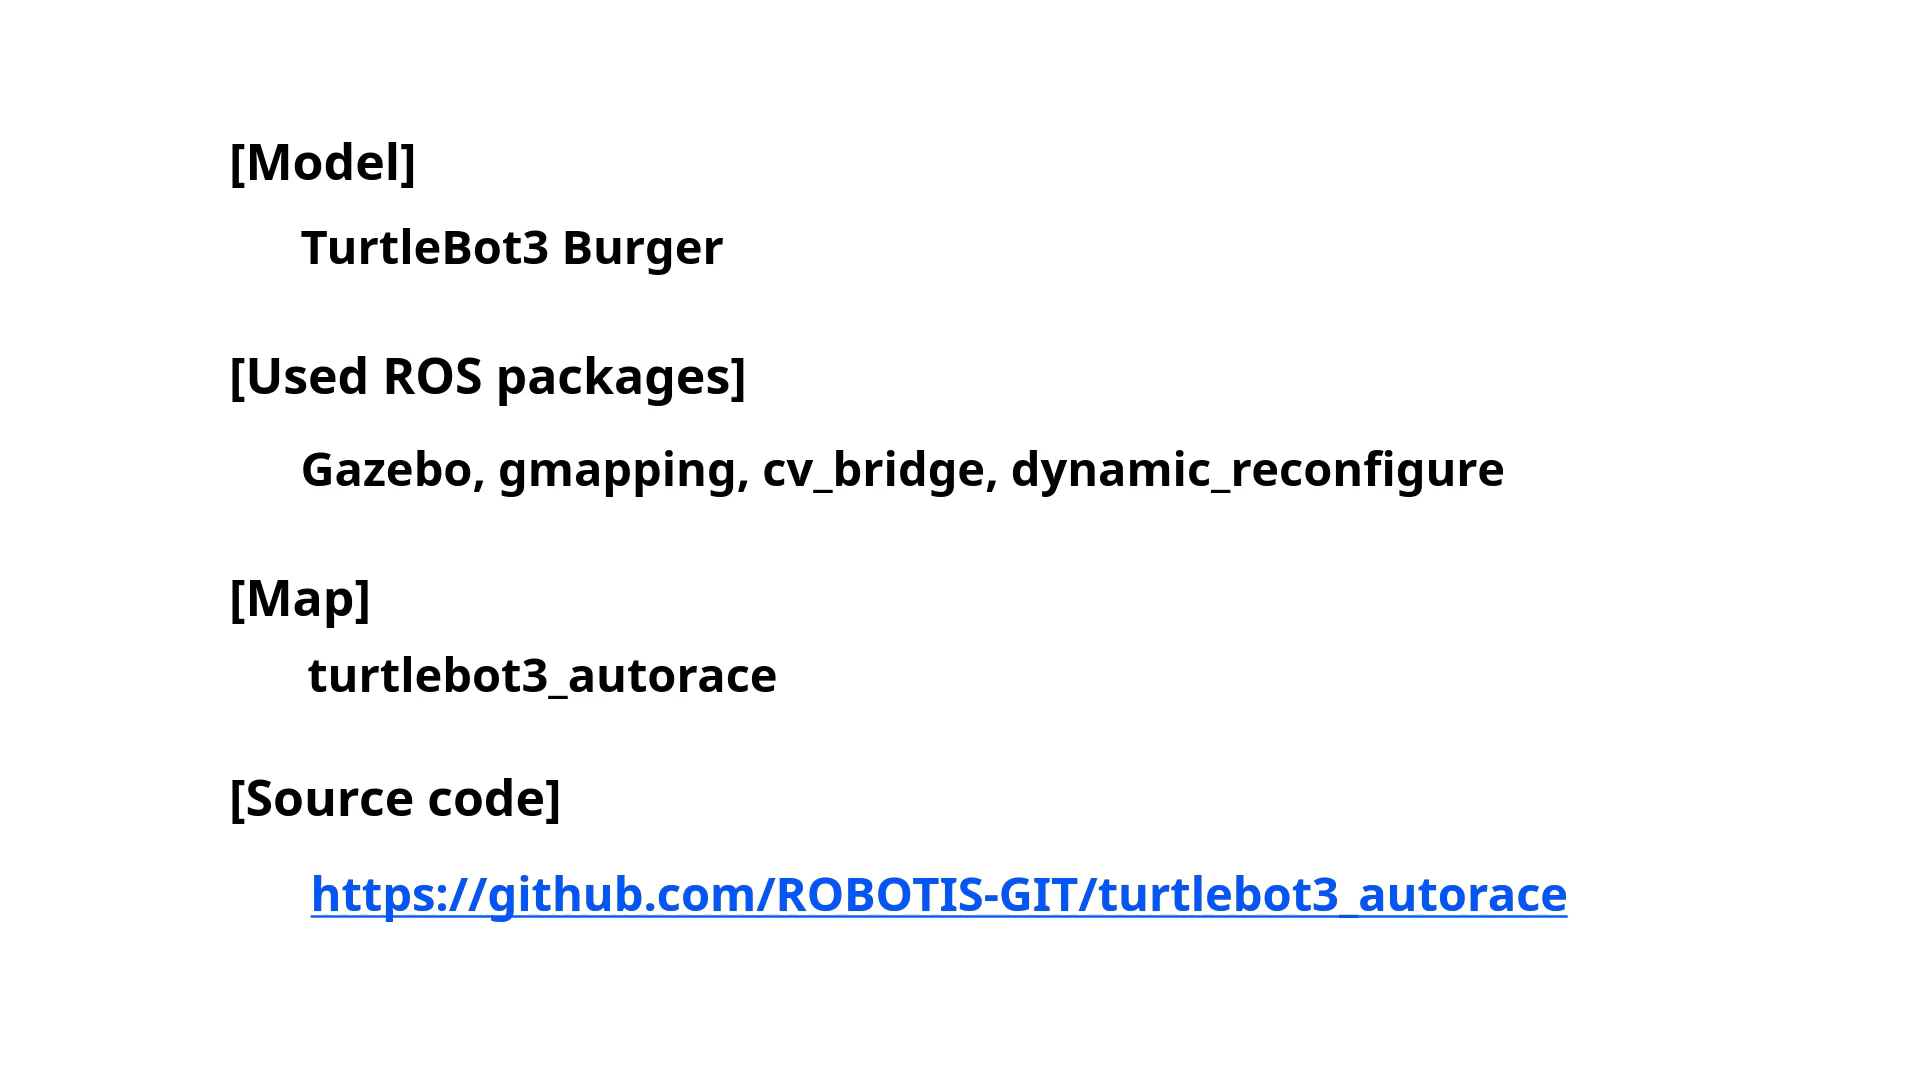 [Model]
TurtleBot3 Burger
[Used ROS packages]
Gazebo, gmapping, cv_bridge, dynamic_reconfigure
[Map]
turtlebot3_autorace
[Source code]
https://github.com/ROBOTIS-GIT/turtlebot3_autorace